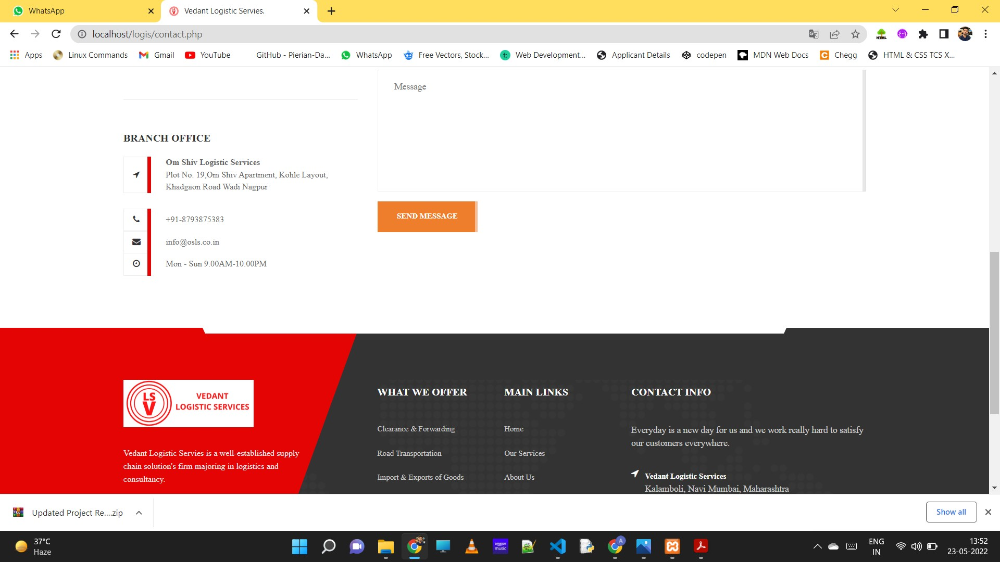 WhatsApp
Vedant Logistic Servies.
localhost/logis/contact.php
Apps
Linux Commands
Gmail
YouTube
GitHub - Pierian-Da...
WhatsApp
Free Vectors, Stock...
Web Development...
Applicant Details
codepen
MDN Web Docs
Chegg
HTML & CSS TCS X...
Message
BRANCH OFFICE
Om Shiv Logistic Services
Plot No. 19,Om Shiv Apartment, Kohle Layout,
Khadgaon Road Wadi Nagpur
+91-8793875383
info@osls.co.in
Mon - Sun 9.00AM-10.00PM
SEND MESSAGE
LS
V
VEDANT
LOGISTIC SERVICES
Vedant Logistic Servies is a well-established supply
chain solution's firm majoring in logistics and
consultancy.
WHAT WE OFFER
Clearance & Forwarding
Road Transportation
Import & Exports of Goods
MAIN LINKS
Home
Our Services
About Us
CONTACT INFO
Everyday is a new day for us and we work really hard to satisfy
our customers everywhere.
Vedant Logistic Services
Kalamboli, Navi Mumbai, Maharashtra
Updated Project Re....zip
Show all
37°C
Haze
amazon
music
A
ENG
IN
13:52
23-05-2022